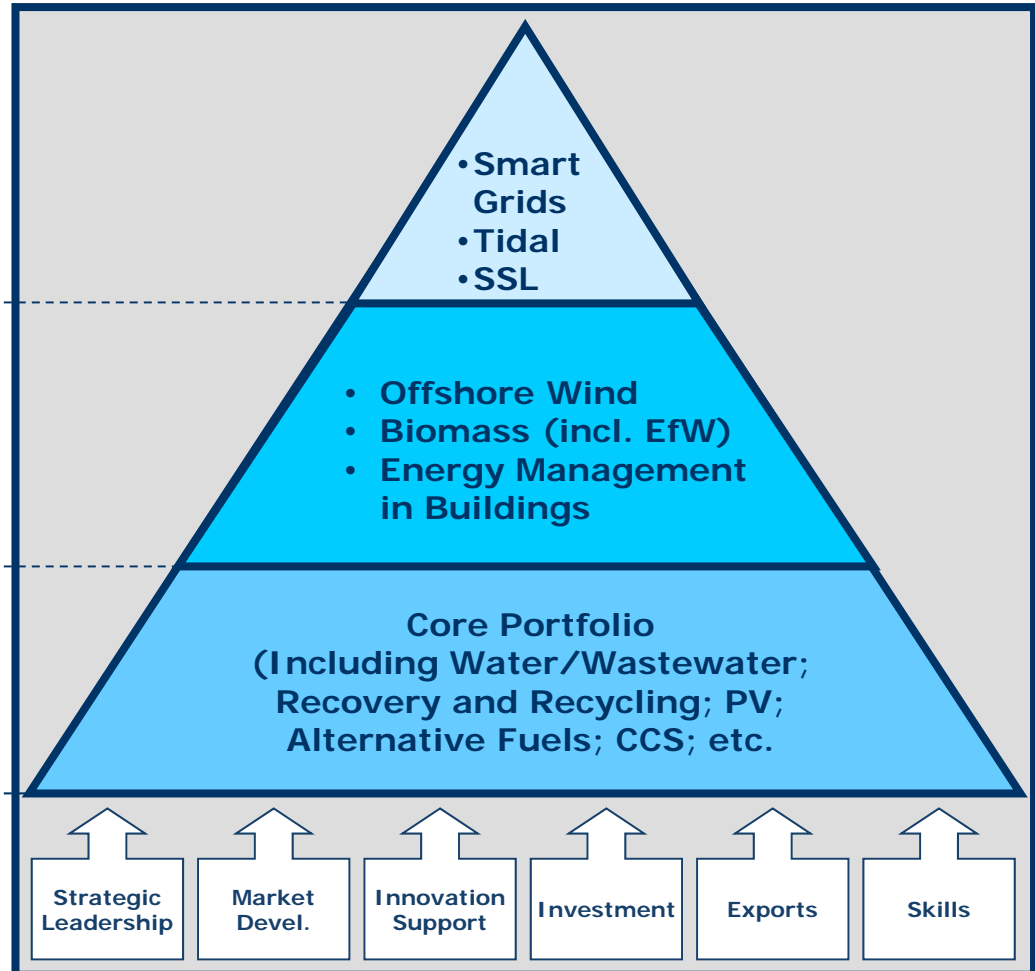 •Smart
Grids
•Tidal
•SSL
• Offshore Wind
• Biomass (incl. EfW)
• Energy Management
in Buildings
Core Portfolio
(Including Water/Wastewater;
Recovery and Recycling; PV;
Alternative Fuels; CCS; etc.
Strategic
Leadership
Market
Devel.
Innovation
Support
Investment
Exports
Skills